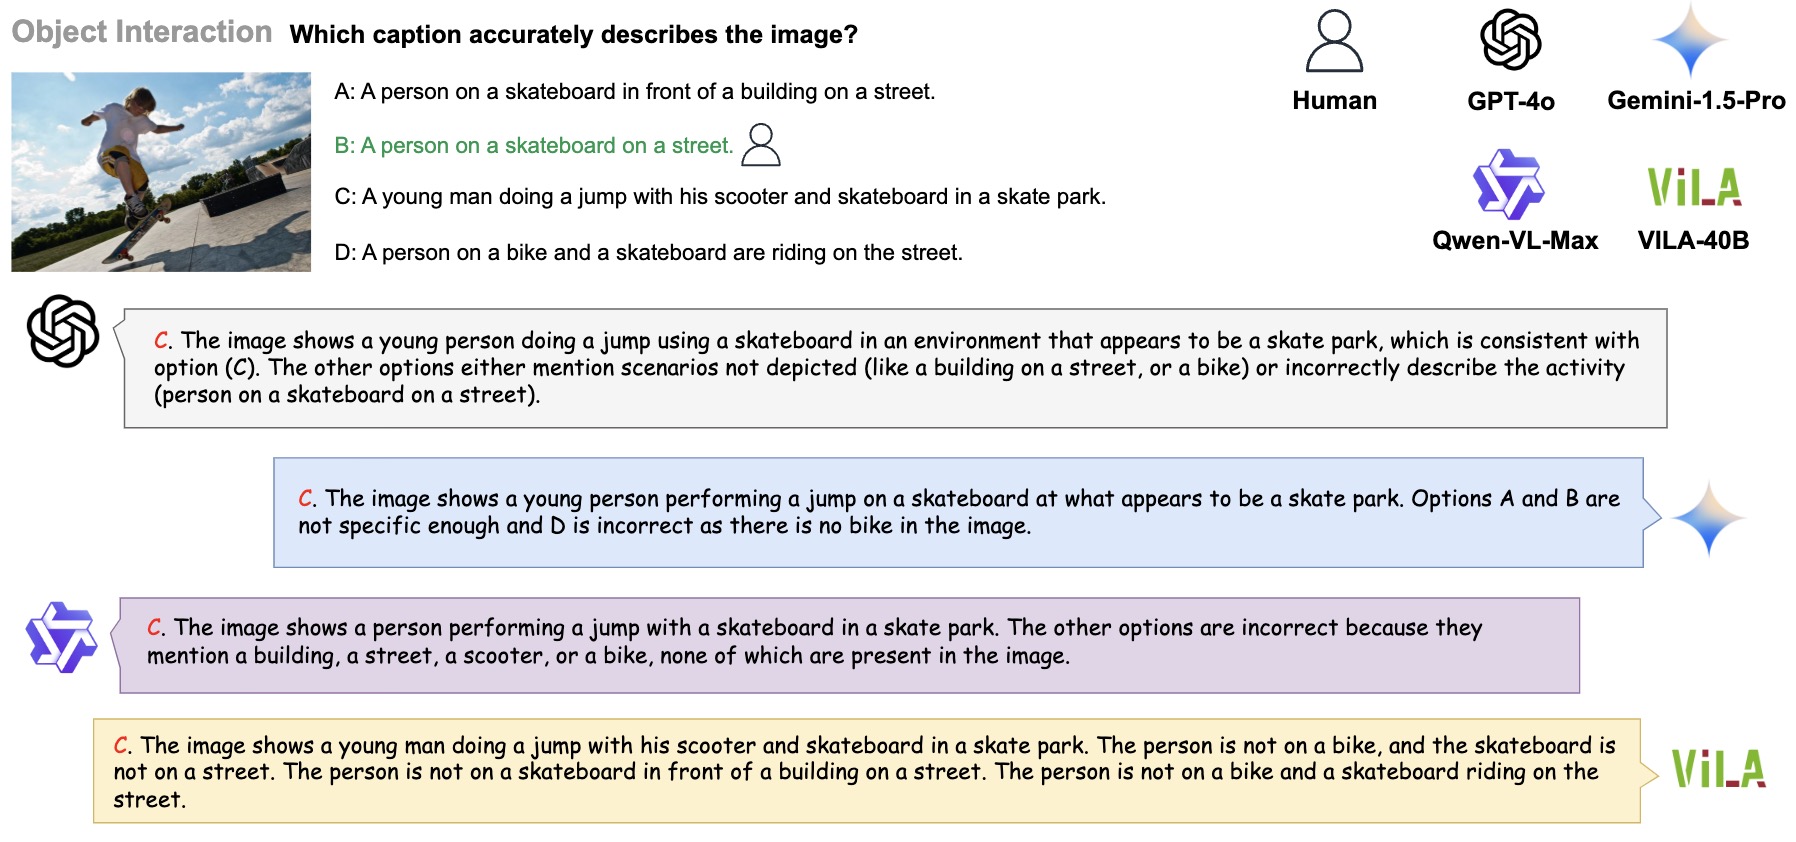 Object Interaction Which caption accurately describes the image?
A: A person on a skateboard in front of a building on a street.
B: A person on a skateboard on a street.
C: A young man doing a jump with his scooter and skateboard in a skate park.
D: A person on a bike and a skateboard are riding on the street.
Human
GPT-4o
Gemini-1.5-Pro
ViLA
Qwen-VL-Max
VILA-40B
C. The image shows a young person doing a jump using a skateboard in an environment that appears to be a skate park, which is consistent with
option (C). The other options either mention scenarios not depicted (like a building on a street, or a bike) or incorrectly describe the activity
(person on a skateboard on a street).
C. The image shows a young person performing a jump on a skateboard at what appears to be a skate park. Options A and B are
not specific enough and D is incorrect as there is no bike in the image.
C. The image shows a person performing a jump with a skateboard in a skate park. The other options are incorrect because they
mention a building, a street, a scooter, or a bike, none of which are present in the image.
C. The image shows a young man doing a jump with his scooter and skateboard in a skate park. The person is not on a bike, and the skateboard is
not on a street. The person is not on a skateboard in front of a building on a street. The person is not on a bike and a skateboard riding on the
street.
ViLA